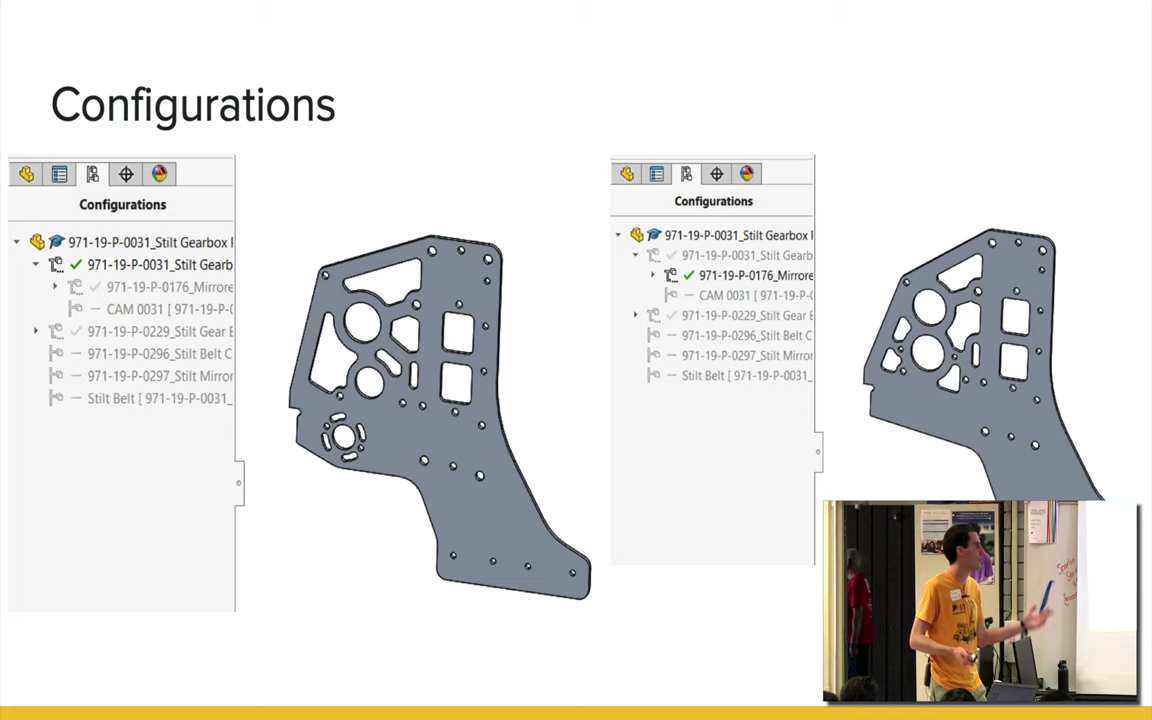 Configurations
Configurations
971-19-P-0031_Stilt Gearbox
971-19-P-0031_Stilt Gearb
971-19-P-0176_Mirrore
CAM 0031 [ 971-19-P-0
971-19-P-0229_Stilt Gear B
971-19-P-0296_Stilt Belt C
971-19-P-0297_Stilt Mirror
Stilt Belt [ 971-19-P-0031_
Configurations
971-19-P-0031_Stilt Gearbox
971-19-P-0031_Stilt Gearb
971-19-P-0176_Mirrore
CAM 0031 [ 971-19-P-0
971-19-P-0229_Stilt Gear B
971-19-P-0296_Stilt Belt C
971-19-P-0297_Stilt Mirror
Stilt Belt [ 971-19-P-0031_